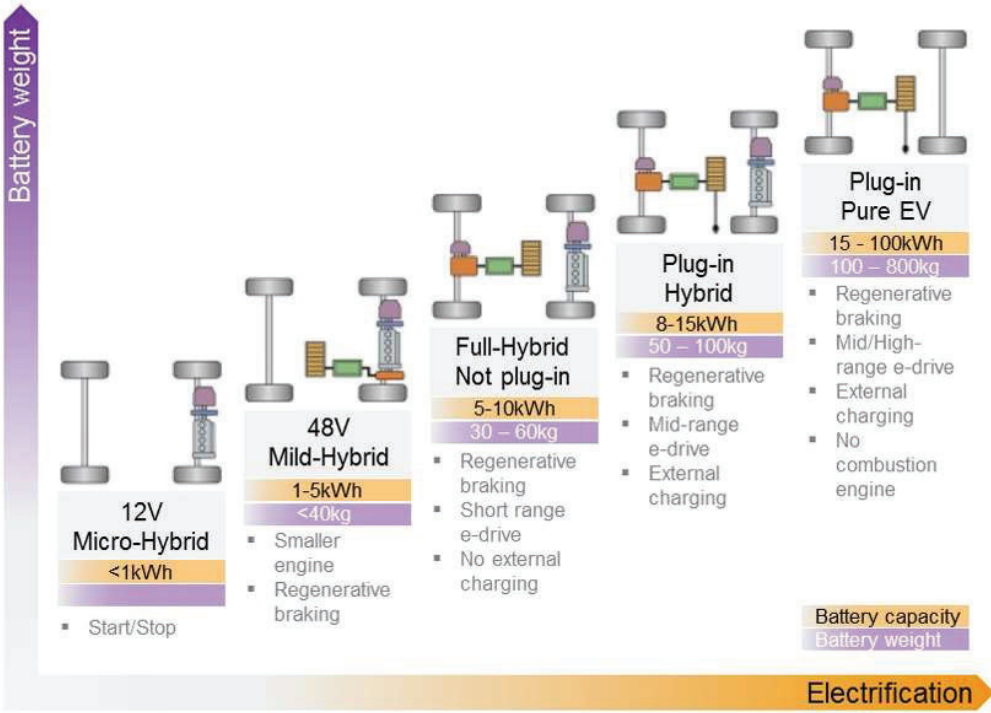 Battery weight
12V
Micro-Hybrid
<1kWh
▪ Start/Stop
48V
Mild-Hybrid
1-5kWh
<40kg
▪ Smaller
engine
▪ Regenerative
braking
Full-Hybrid
Not plug-in
5-10kWh
30 – 60kg
▪ Regenerative
braking
▪ Short range
e-drive
▪ No external
charging
Plug-in
Hybrid
8-15kWh
50 – 100kg
▪ Regenerative
braking
▪ Mid-range
e-drive
▪ External
charging
Plug-in
Pure EV
15 - 100kWh
100 – 800kg
▪ Regenerative
braking
▪ Mid/High-
range e-drive
▪ External
charging
▪ No
combustion
engine
Battery capacity
Battery weight
Electrification